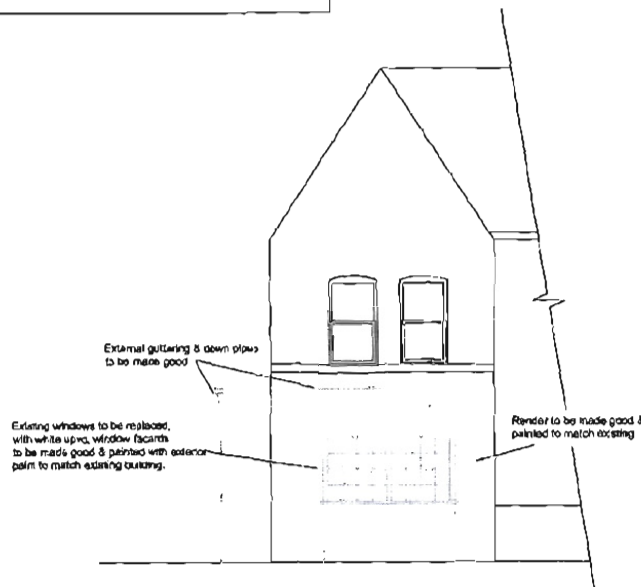 External guttering & down pipes
to be made good
Existing windows to be replaced,
with white upvc, window facards
to be made good & painted with exterior
paint to match existing building.
Render to be made good &
painted to match existing